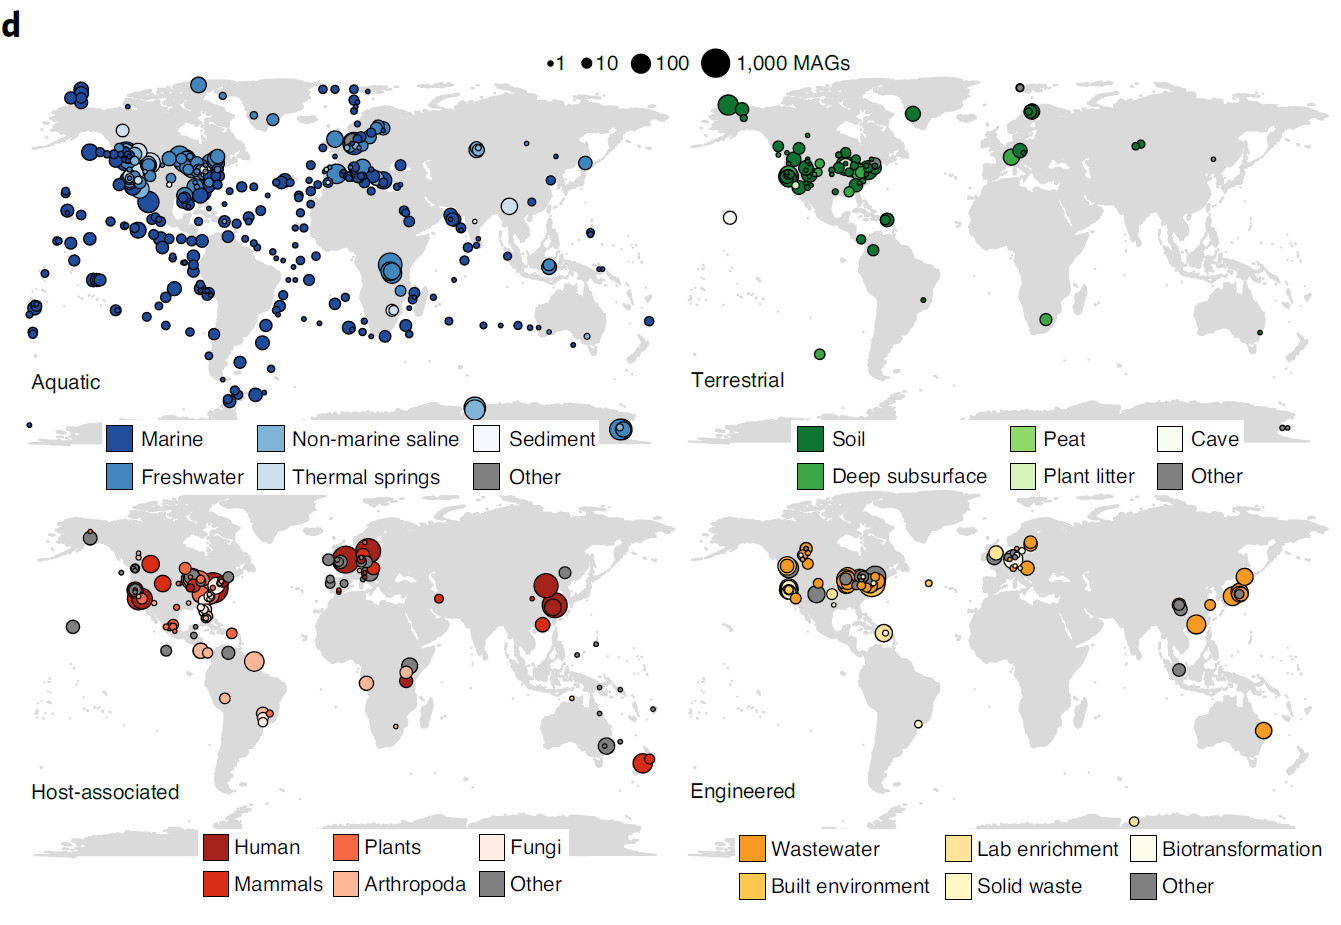 d
1 10 100 1,000 MAGs
Aquatic
Marine Non-marine saline Sediment
Freshwater Thermal springs Other
Terrestrial
Soil Peat Cave
Deep subsurface Plant litter Other
Host-associated
Human Plants Fungi
Mammals Arthropoda Other
Engineered
Wastewater Lab enrichment Biotransformation
Built environment Solid waste Other